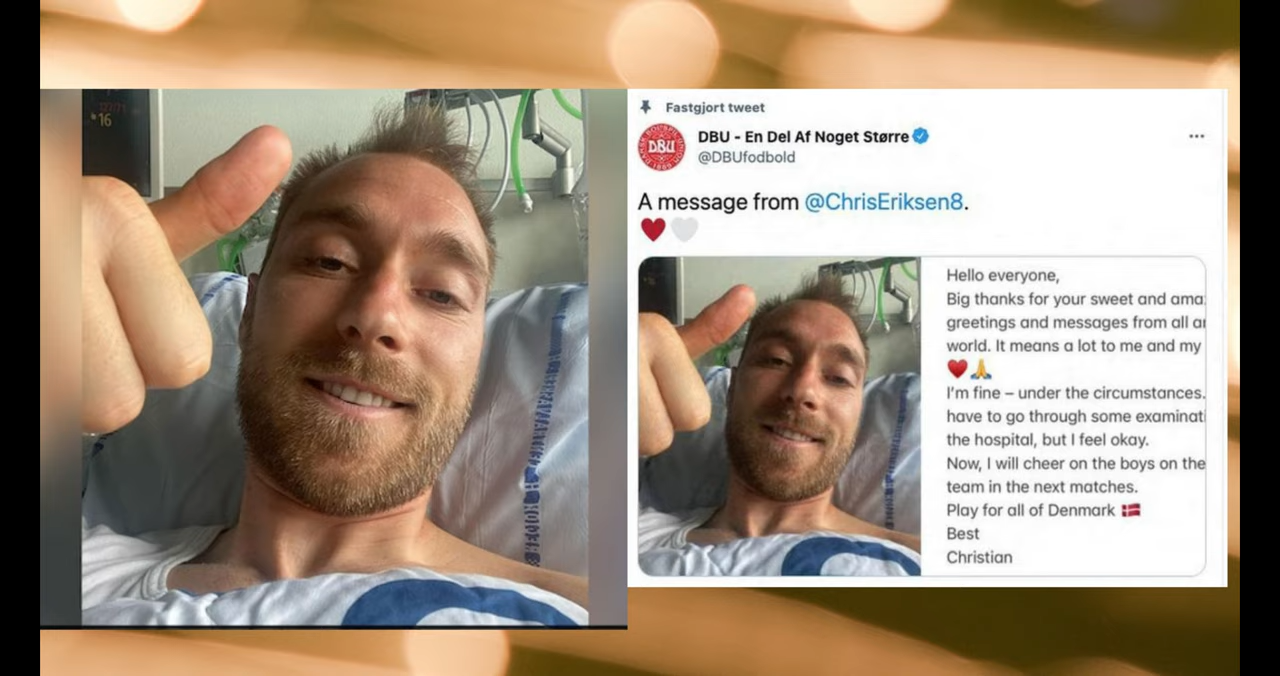 16
Fastgjort tweet
DBU - En Del Af Noget Større
@DBUfodbold
DBU
A message from @ChrisEriksen8.
Hello everyone,
Big thanks for your sweet and
greetings and messages from all
world. It means a lot to me and my
I'm fine – under the circumstances.
have to go through some
the hospital, but I feel okay.
Now, I will cheer on the boys on the
team in the next matches.
Play for all of Denmark 🇩🇰
Best
Christian